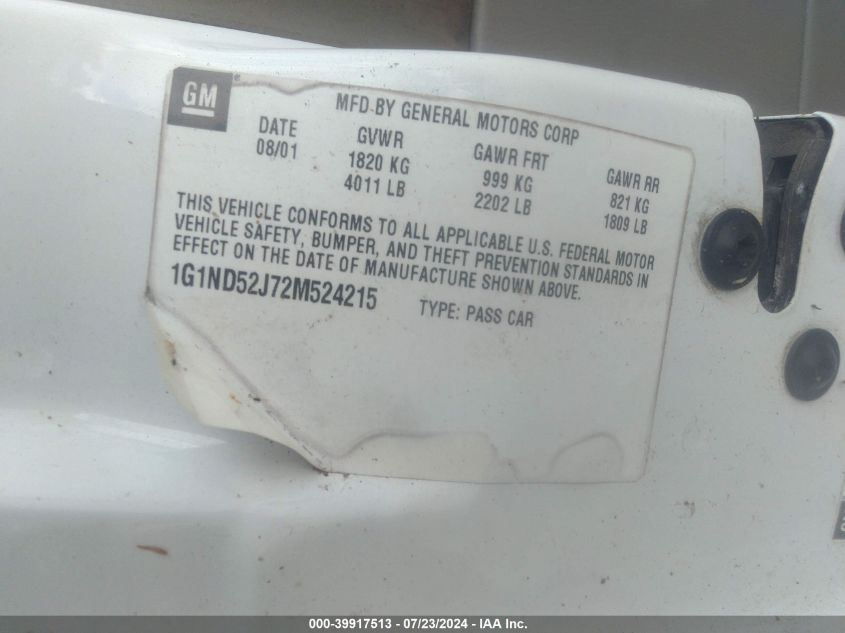 GM
MFD BY GENERAL MOTORS CORP
DATE GVWR GAWR FRT GAWR RR
08/01 1820 KG 999 KG 821 KG
4011 LB 2202 LB 1809 LB
THIS VEHICLE CONFORMS TO ALL APPLICABLE U.S. FEDERAL MOTOR
VEHICLE SAFETY, BUMPER, AND THEFT PREVENTION STANDARDS IN
EFFECT ON THE DATE OF MANUFACTURE SHOWN ABOVE.
1G1ND52J72M524215 TYPE: PASS CAR
000-39917513 - 07/23/2024 - IAA Inc.